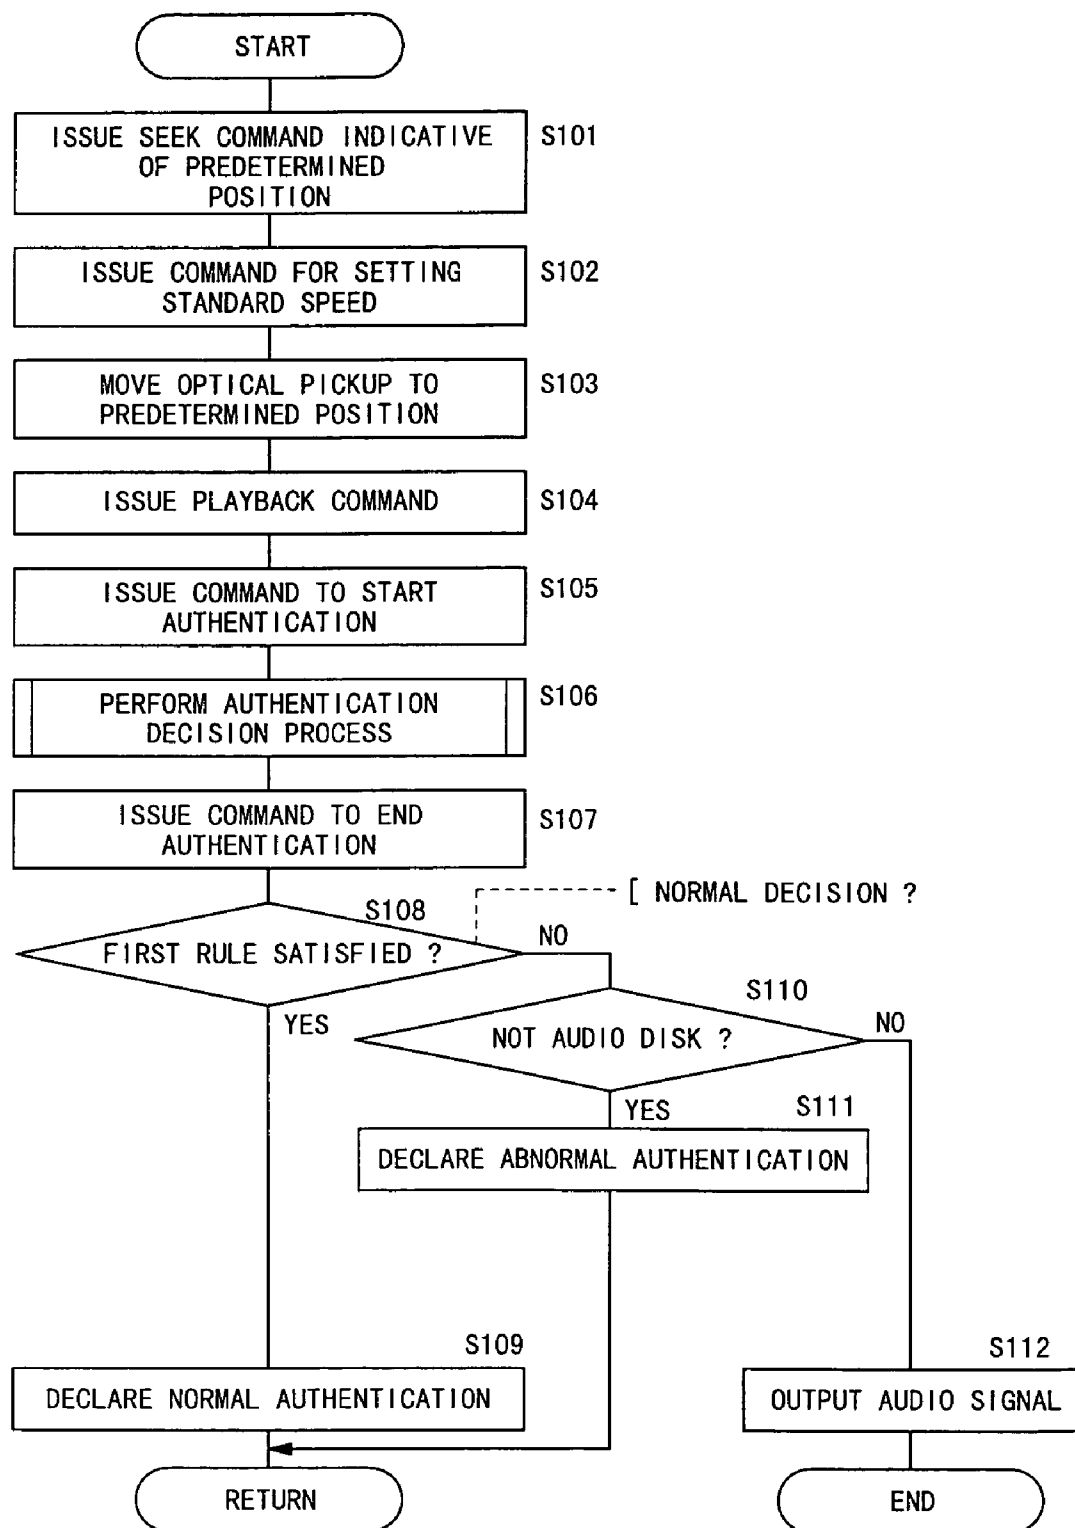 START
ISSUE SEEK COMMAND INDICATIVE
OF PREDETERMINED
POSITION
S101
ISSUE COMMAND FOR SETTING
STANDARD SPEED
S102
MOVE OPTICAL PICKUP TO
PREDETERMINED POSITION
S103
ISSUE PLAYBACK COMMAND
S104
ISSUE COMMAND TO START
AUTHENTICATION
S105
PERFORM AUTHENTICATION
DECISION PROCESS
S106
ISSUE COMMAND TO END
AUTHENTICATION
S107
[ NORMAL DECISION ?
S108
FIRST RULE SATISFIED ?
NO
YES
S110
NOT AUDIO DISK ?
NO
YES
S111
DECLARE ABNORMAL AUTHENTICATION
S109
DECLARE NORMAL AUTHENTICATION
S112
OUTPUT AUDIO SIGNAL
RETURN
END